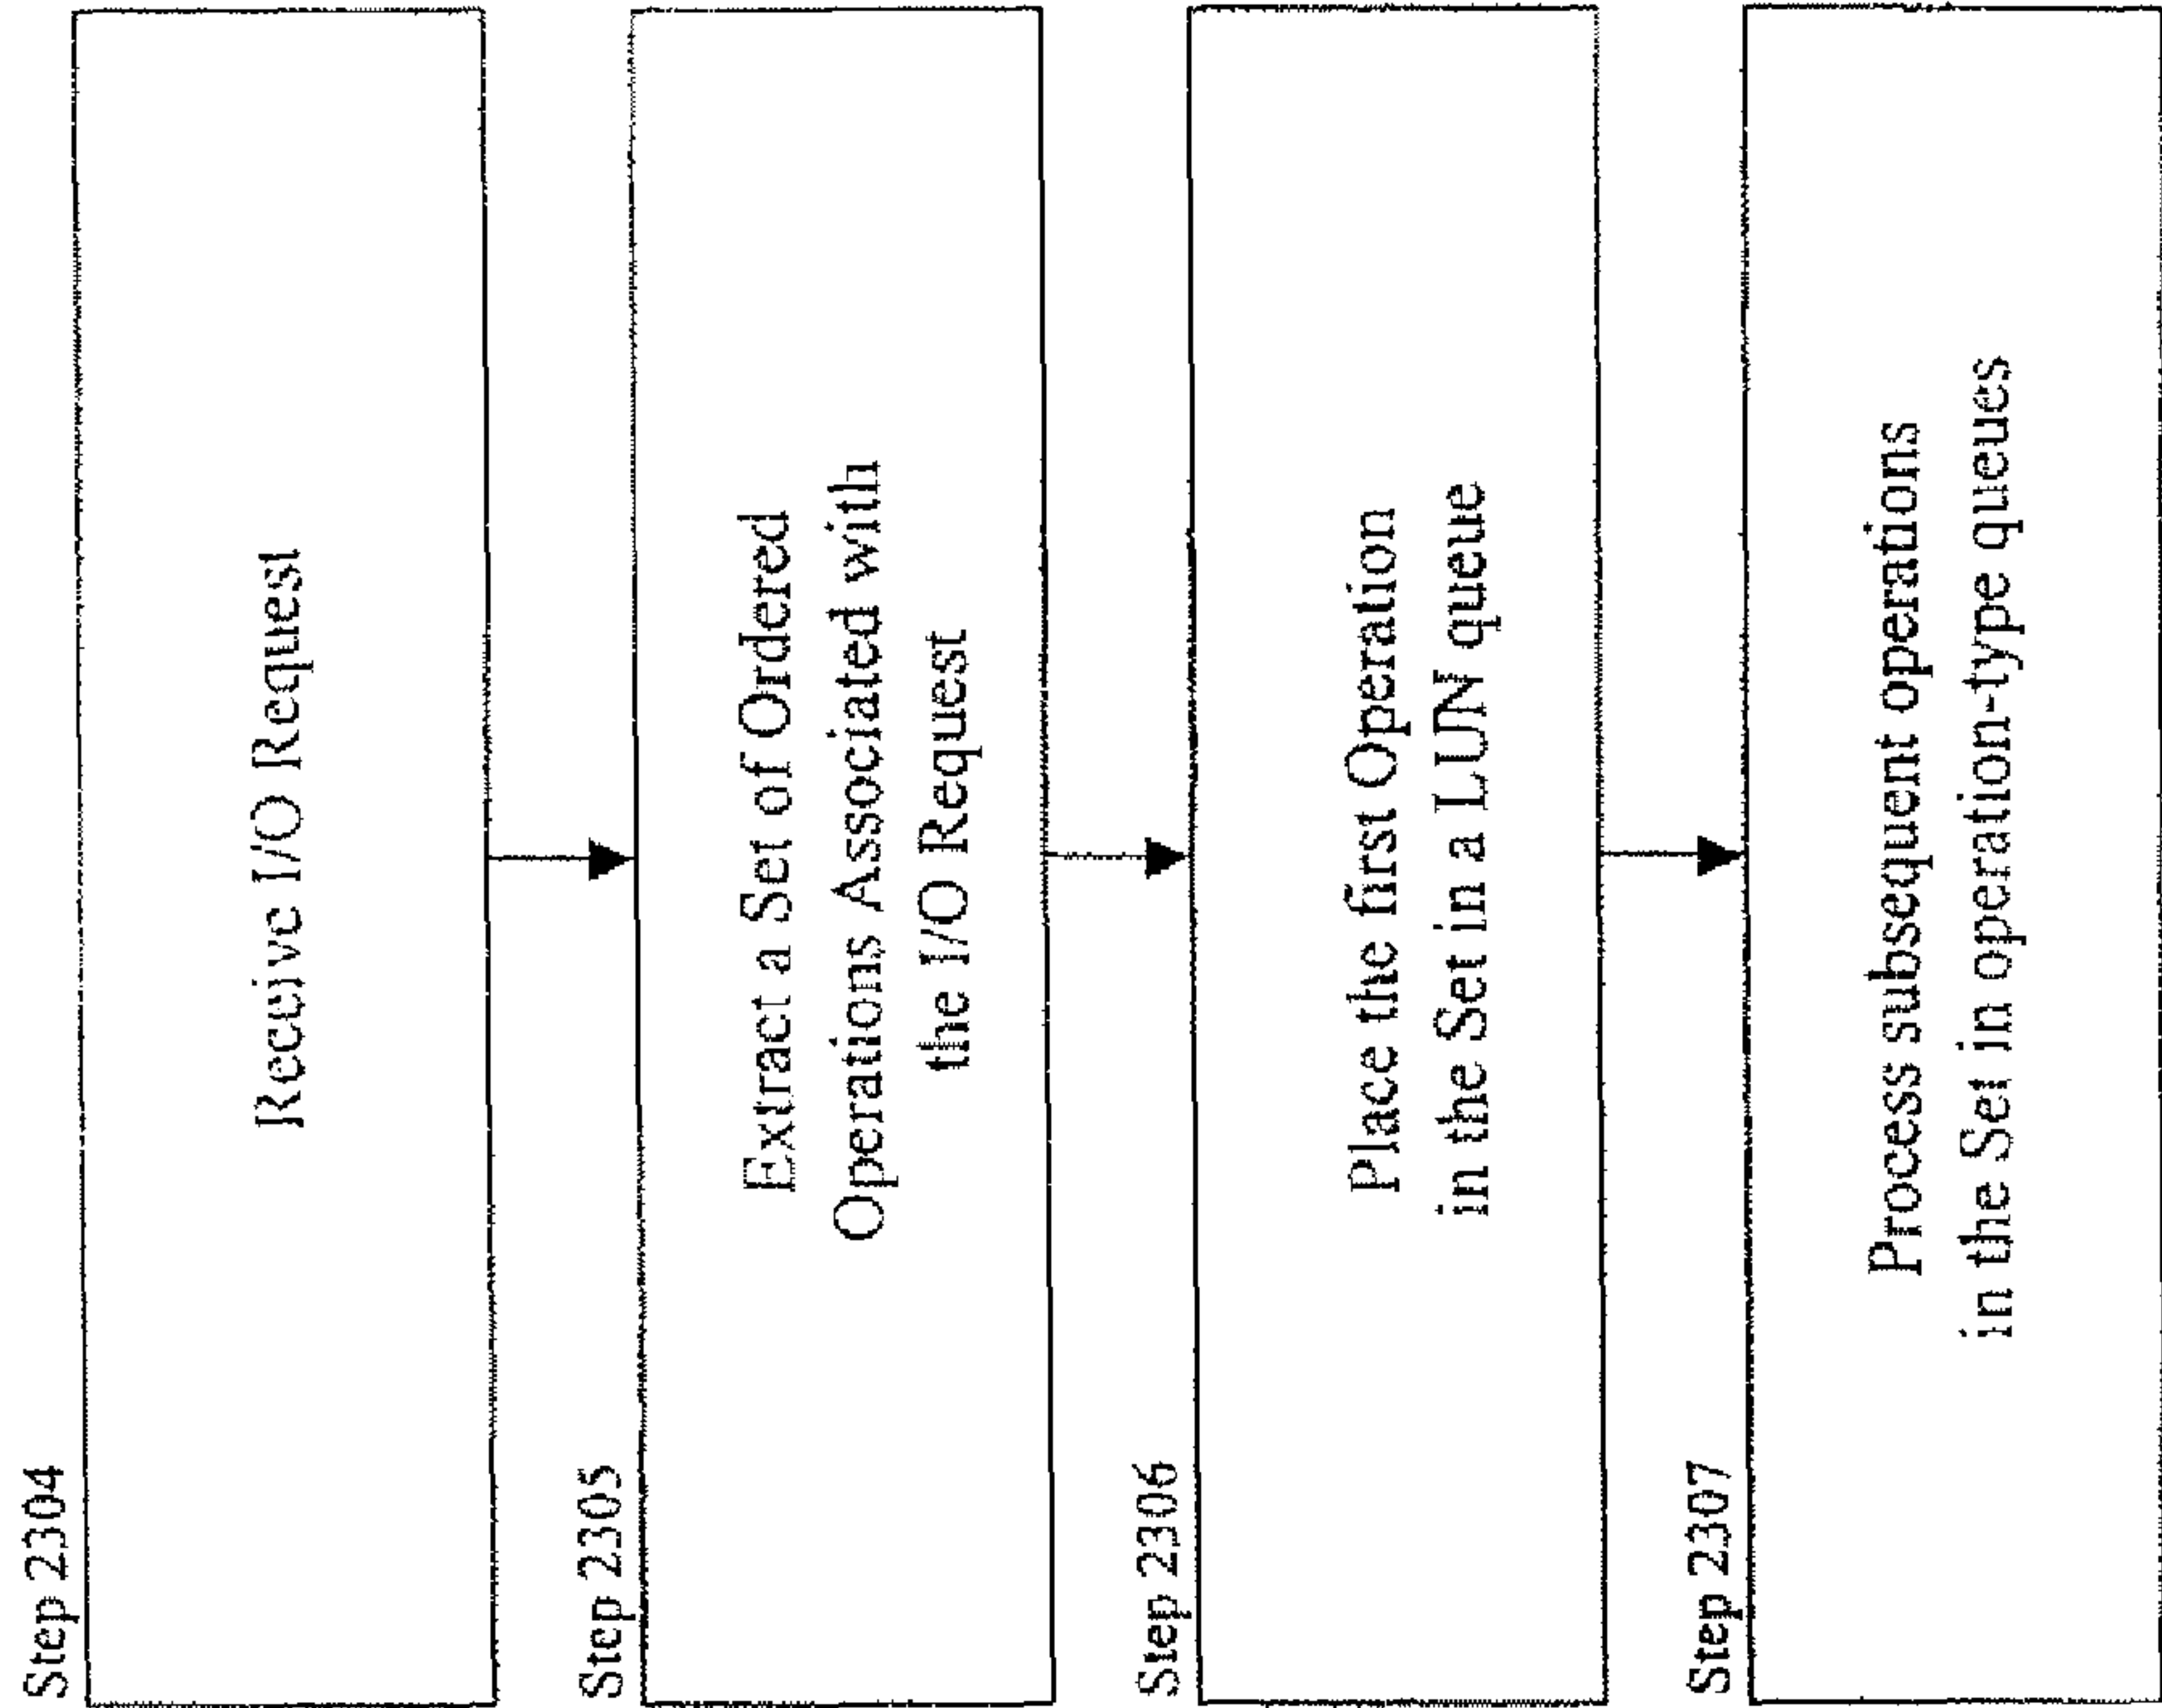 Step 2304
Receive I/O Request
Step 2305
Extract a Set of Ordered
Operations Associated with
the I/O Request
Step 2306
Place the first Operation
in the Set in a LUN queue
Step 2307
Process subsequent operations
in the Set in operation-type queues